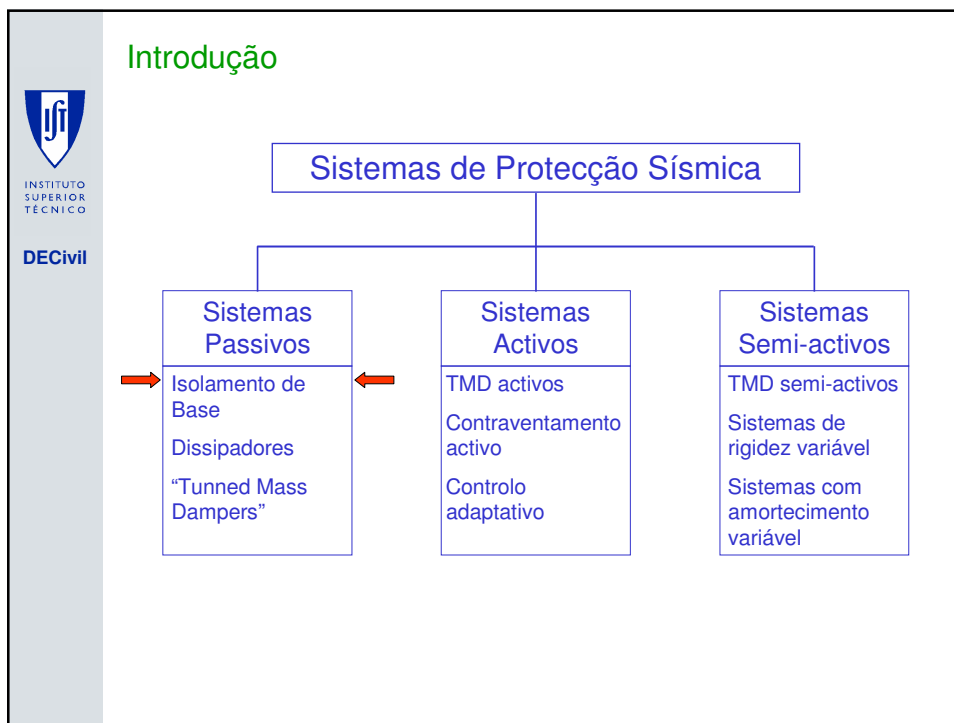 Introdução
IST
INSTITUTO
SUPERIOR
TÉCNICO
DECivil
Sistemas de Protecção Sísmica
Sistemas
Passivos
Isolamento de
Base
Dissipadores
“Tunned Mass
Dampers”
Sistemas
Activos
TMD activos
Contraventamento
activo
Controlo
adaptativo
Sistemas
Semi-activos
TMD semi-activos
Sistemas de
rigidez variável
Sistemas com
amortecimento
variável